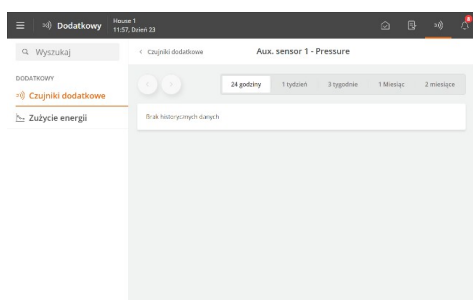 Dodatkowy
House 1
11:57, Dzień 23
8
Wyszukaj
DODATKOWY
Czujniki dodatkowe
Zużycie energii
Czujniki dodatkowe
Aux. sensor 1 - Pressure
24 godziny
1 tydzień
3 tygodnie
1 Miesiąc
2 miesiące
Brak historycznych danych